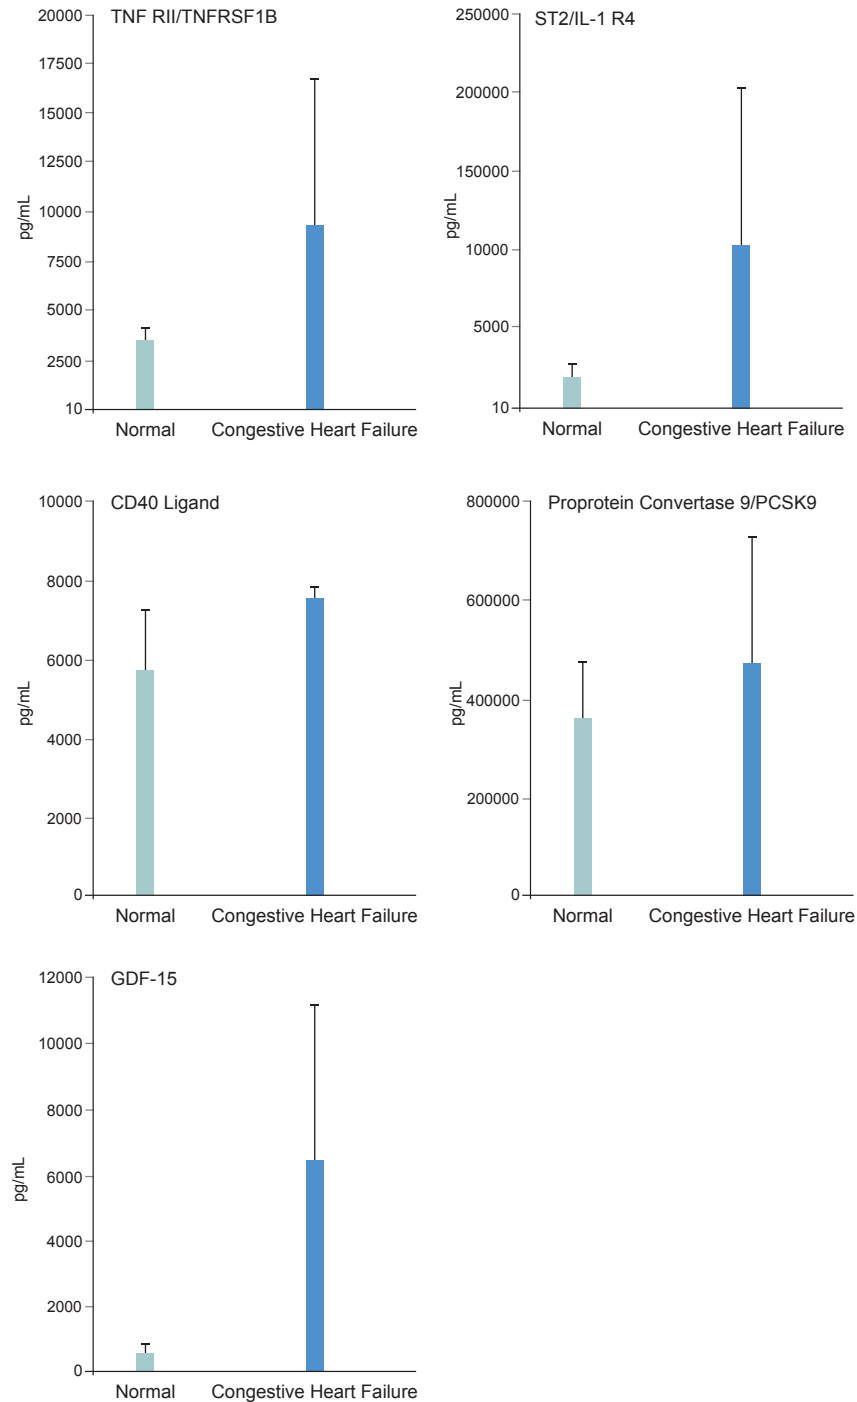 TNF RII/TNFRSF1B
20000
17500
15000
12500
10000
7500
5000
2500
10
pg/mL
Normal
Congestive Heart Failure
ST2/IL-1 R4
250000
200000
150000
10000
5000
10
pg/mL
Normal
Congestive Heart Failure
CD40 Ligand
10000
8000
6000
4000
2000
0
pg/mL
Normal
Congestive Heart Failure
Proprotein Convertase 9/PCSK9
800000
600000
400000
200000
0
pg/mL
Normal
Congestive Heart Failure
GDF-15
12000
10000
8000
6000
4000
2000
0
pg/mL
Normal
Congestive Heart Failure